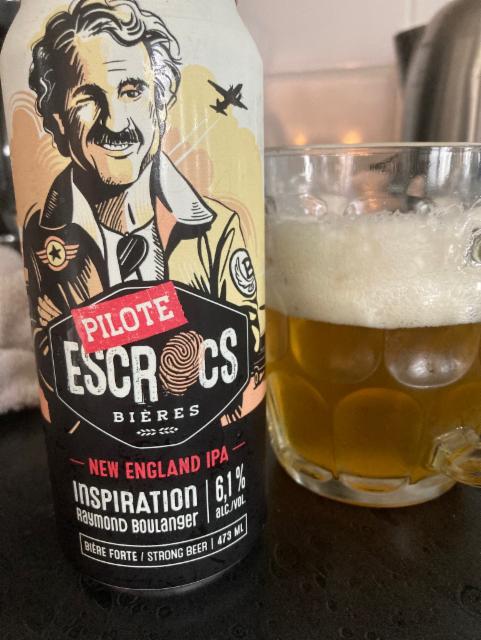 PILOTE
ESCROCS
BIÈRES
NEW ENGLAND IPA
INSPIRATION
Raymond Boulanger
6,1%
alc./vol.
BIÈRE FORTE / STRONG BEER | 473 ML